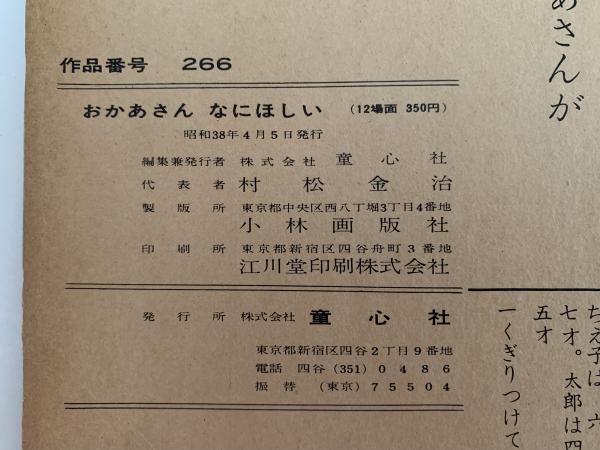 作品番号 266
おかあさん なにほしい (12場面 350円)
昭和38年4月5日発行
編集兼発行者 株式会社 童心社
代表者 村松金治
製版所 東京都中央区西八丁堀3丁目4番地
小林画版社
印刷所 東京都新宿区四谷舟町3番地
江川堂印刷株式会社
発行所 株式会社 童心社
東京都新宿区四谷2丁目9番地
電話 四谷 (351) 0486
振替 (東京) 75504
あさんが
ちえ子は 六
七才。太郎は四
五才
一くぎりつけて